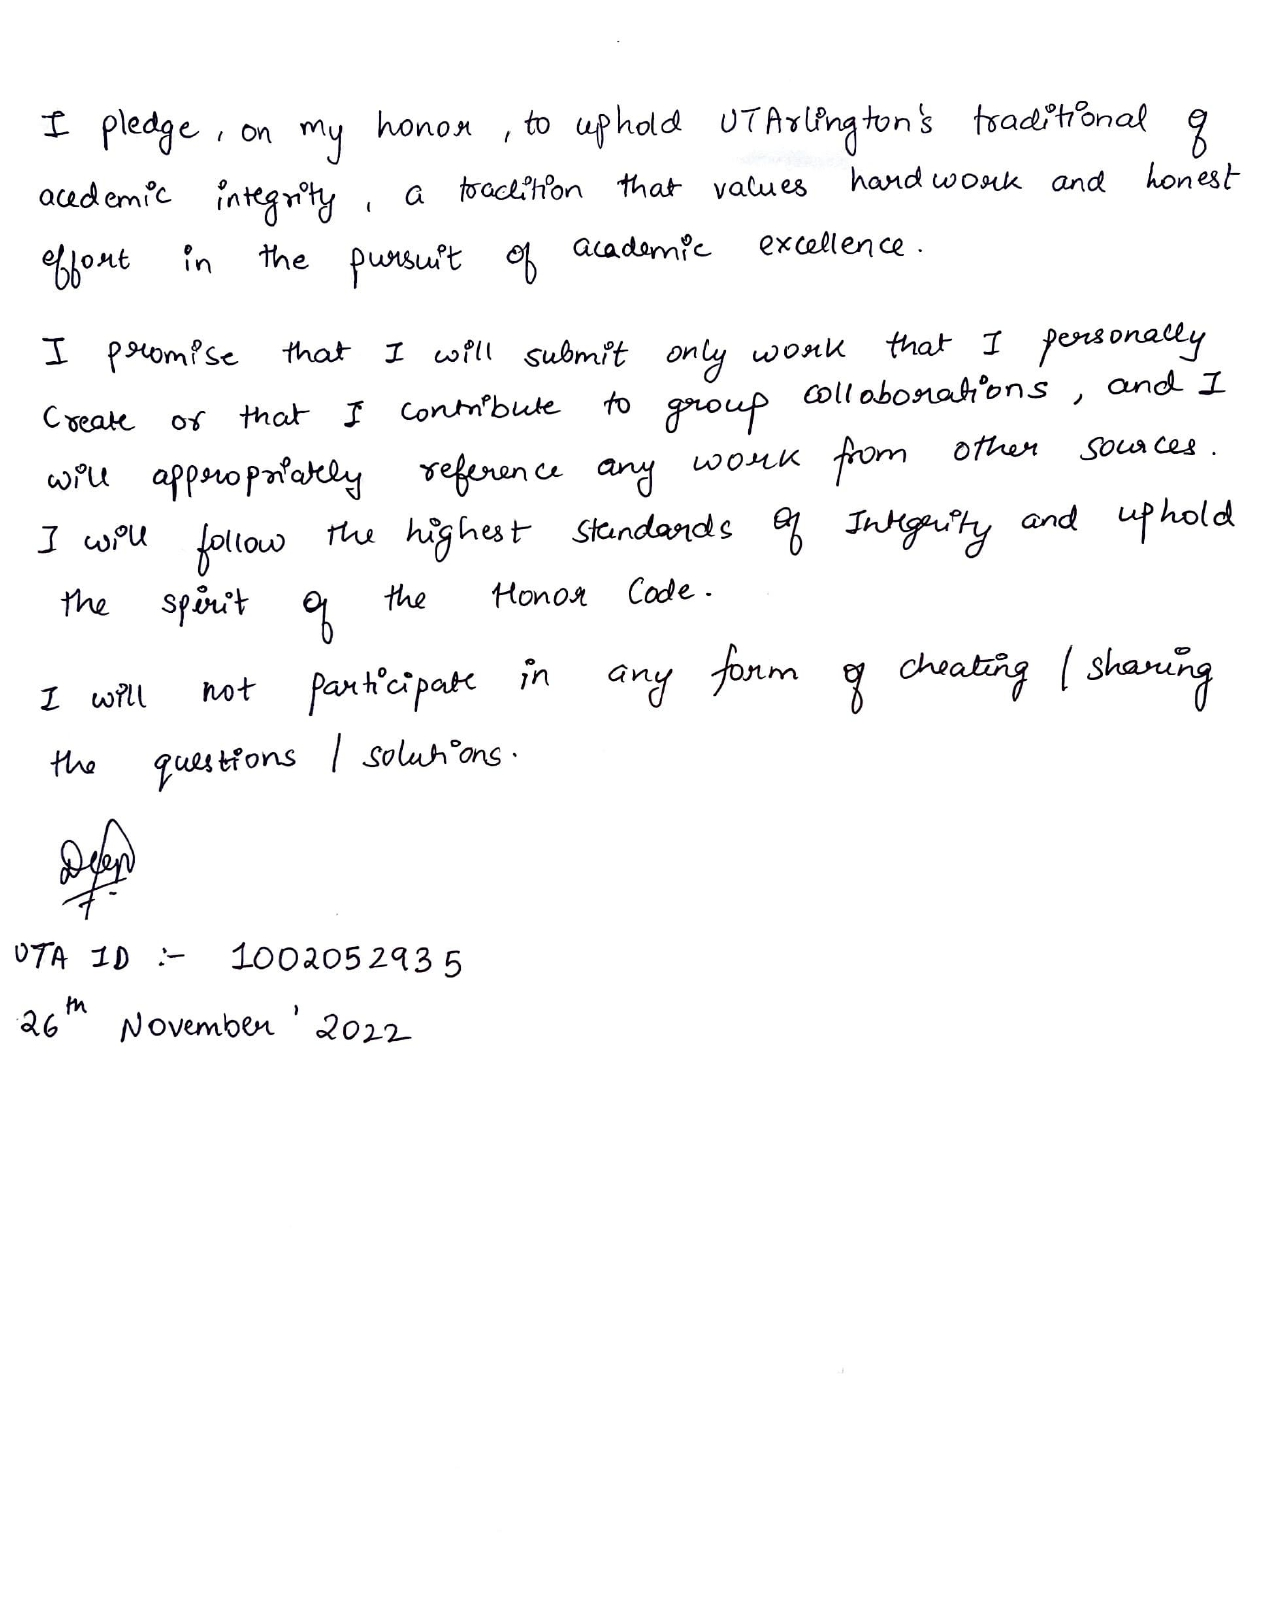 I pledge, on my honor, to uphold UTArlington's traditional of
acedemic integrity, a tradition that values hard work and honest
effort in the pursuit of academic excellence.
I promise that I will submit only work that I personally
Create or that I contribute to group collaborations, and I
will appropriately reference any work from other sources.
I will follow the highest standards of Integrity and uphold
the spirit of the Honor Code.
I will not participate in any form of cheating / sharing
the questions / solutions.
UTA ID :- 1002052935
26th November' 2022